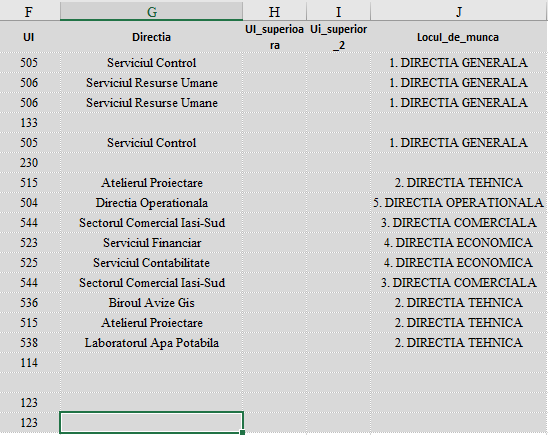 F G H I J
UI Directia UI_superioa ra Ui_superior _2 Locul_de_munca
505 Serviciul Control 1. DIRECTIA GENERALA
506 Serviciul Resurse Umane 1. DIRECTIA GENERALA
506 Serviciul Resurse Umane 1. DIRECTIA GENERALA
133
505 Serviciul Control 1. DIRECTIA GENERALA
230
515 Atelierul Proiectare 2. DIRECTIA TEHNICA
504 Directia Operationala 5. DIRECTIA OPERATIONALA
544 Sectorul Comercial Iasi-Sud 3. DIRECTIA COMERCIALA
523 Serviciul Financiar 4. DIRECTIA ECONOMICA
525 Serviciul Contabilitate 4. DIRECTIA ECONOMICA
544 Sectorul Comercial Iasi-Sud 3. DIRECTIA COMERCIALA
536 Biroul Avize Gis 2. DIRECTIA TEHNICA
515 Atelierul Proiectare 2. DIRECTIA TEHNICA
538 Laboratorul Apa Potabila 2. DIRECTIA TEHNICA
114
123
123